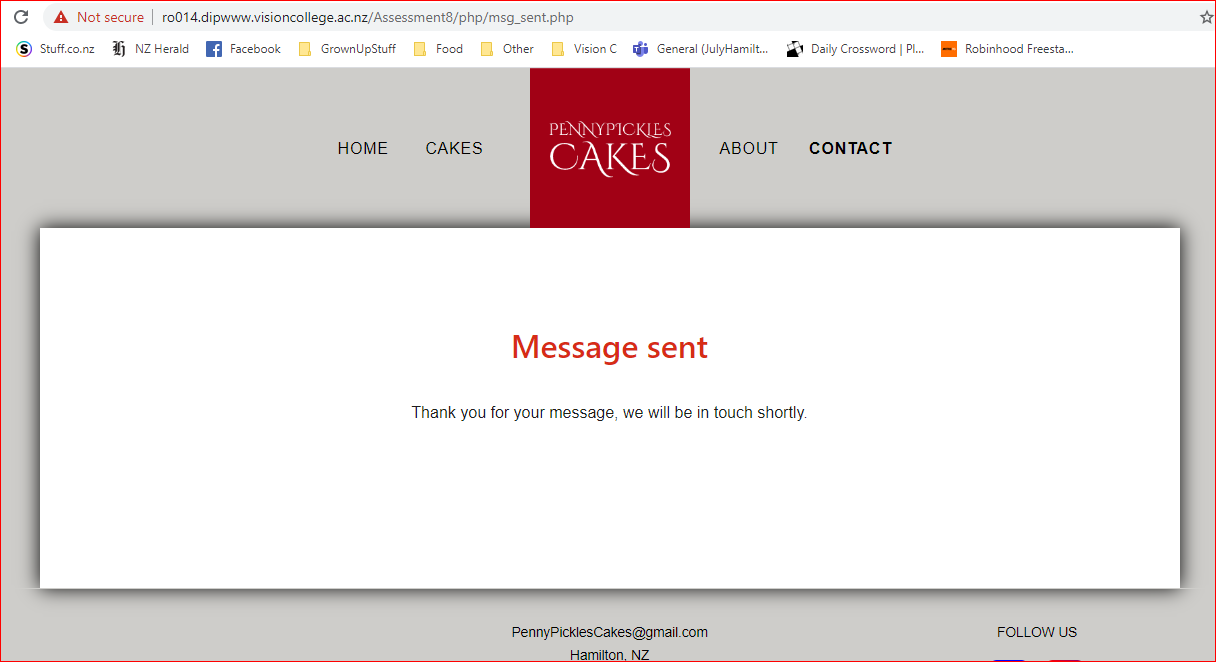 Not secure | ro014.dipwww.visioncollege.ac.nz/Assessment8/php/msg_sent.php
S Stuff.co.nz NZ Herald Facebook GrownUpStuff Food Other Vision C General (JulyHamilt... Daily Crossword | Pl... Robinhood Freesta...
HOME CAKES PENNYPICKLES CAKES ABOUT CONTACT
Message sent
Thank you for your message, we will be in touch shortly.
PennyPicklesCakes@gmail.com FOLLOW US
Hamilton, NZ